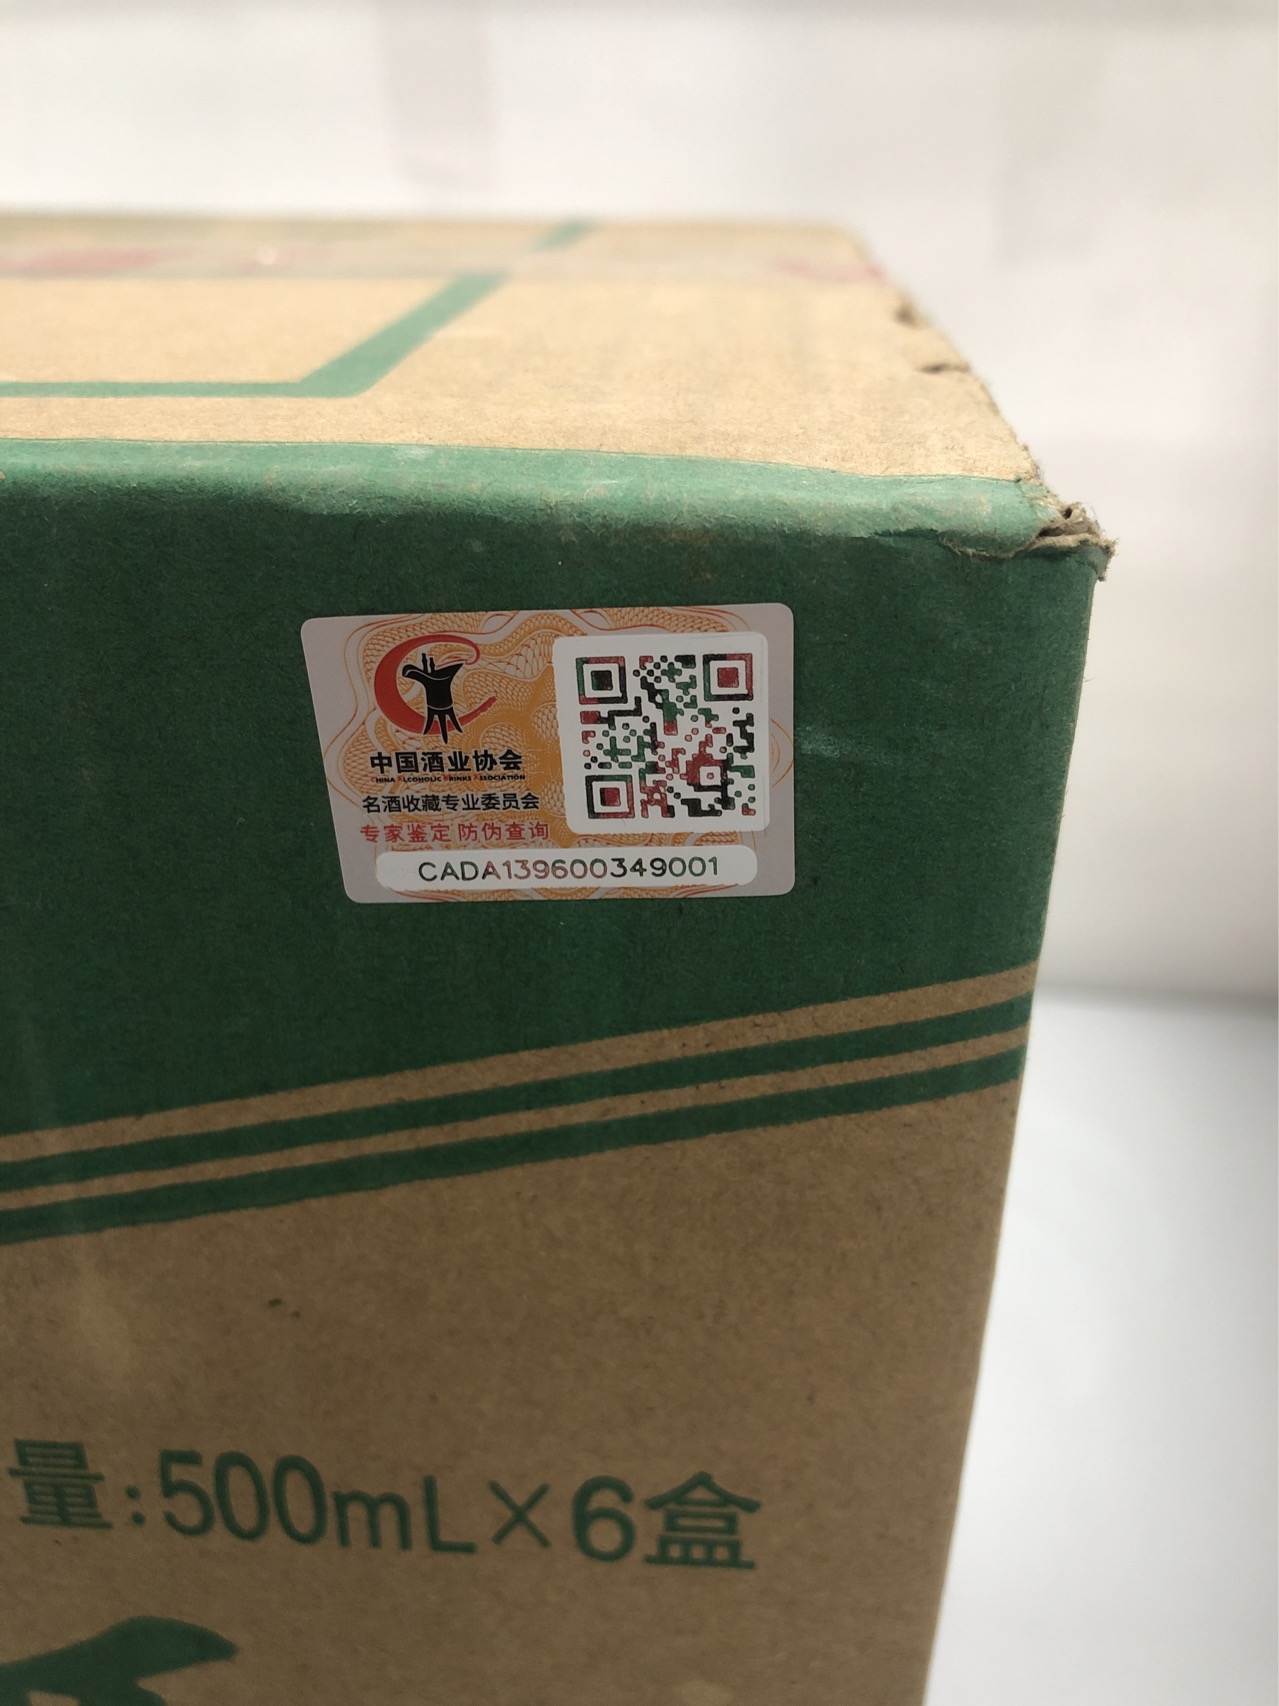 中国酒业协会
CHINA ALCOHOLIC DRINKS ASSOCIATION
名酒收藏专业委员会
专家鉴定 防伪查询
CADA139600349001
量:500mL×6盒